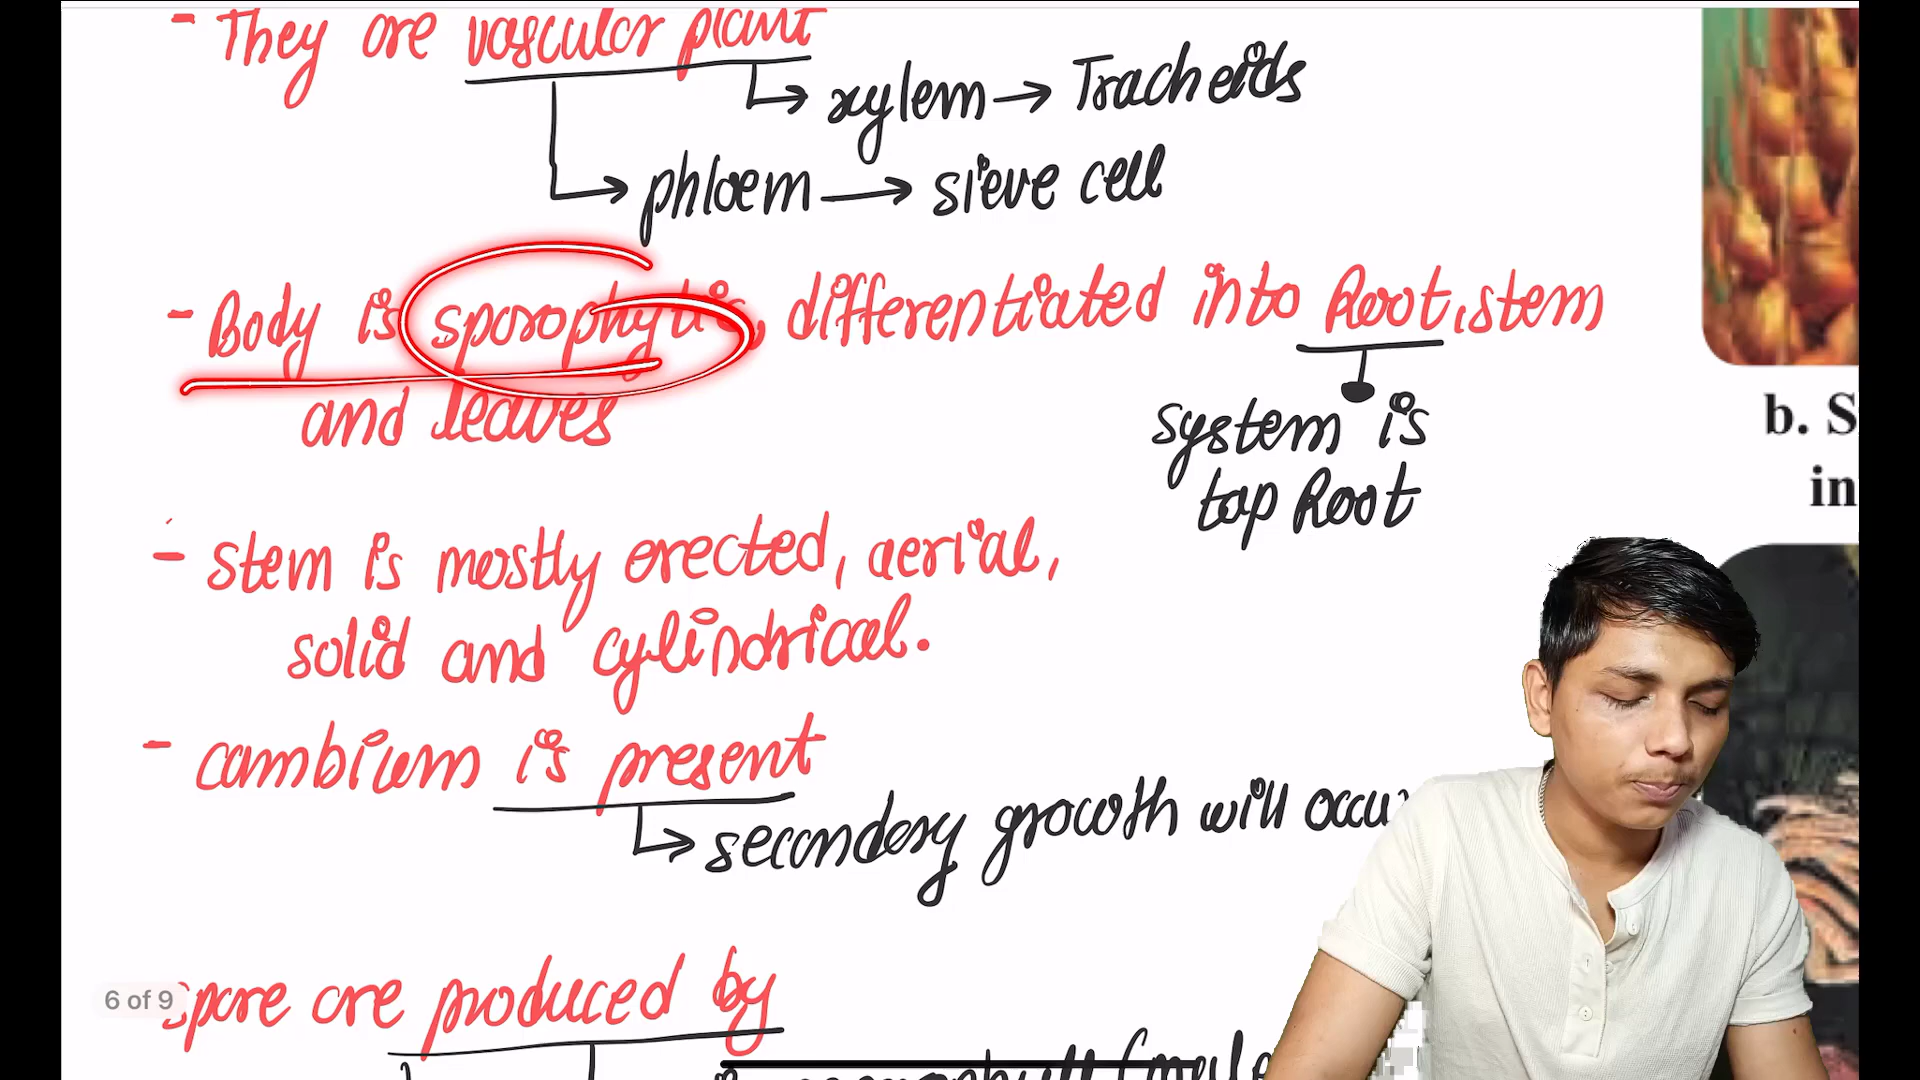 - They are vascular plant
xylem → Tracheids
phloem → sieve cell
- Body is sporophytic, differentiated into Root, stem
and leaves
system is
tap Root
- stem is mostly erected, aerial,
solid and cylindrical.
- cambium is present
secondary growth will occur
spore are produced by
b. S
in
6 of 9